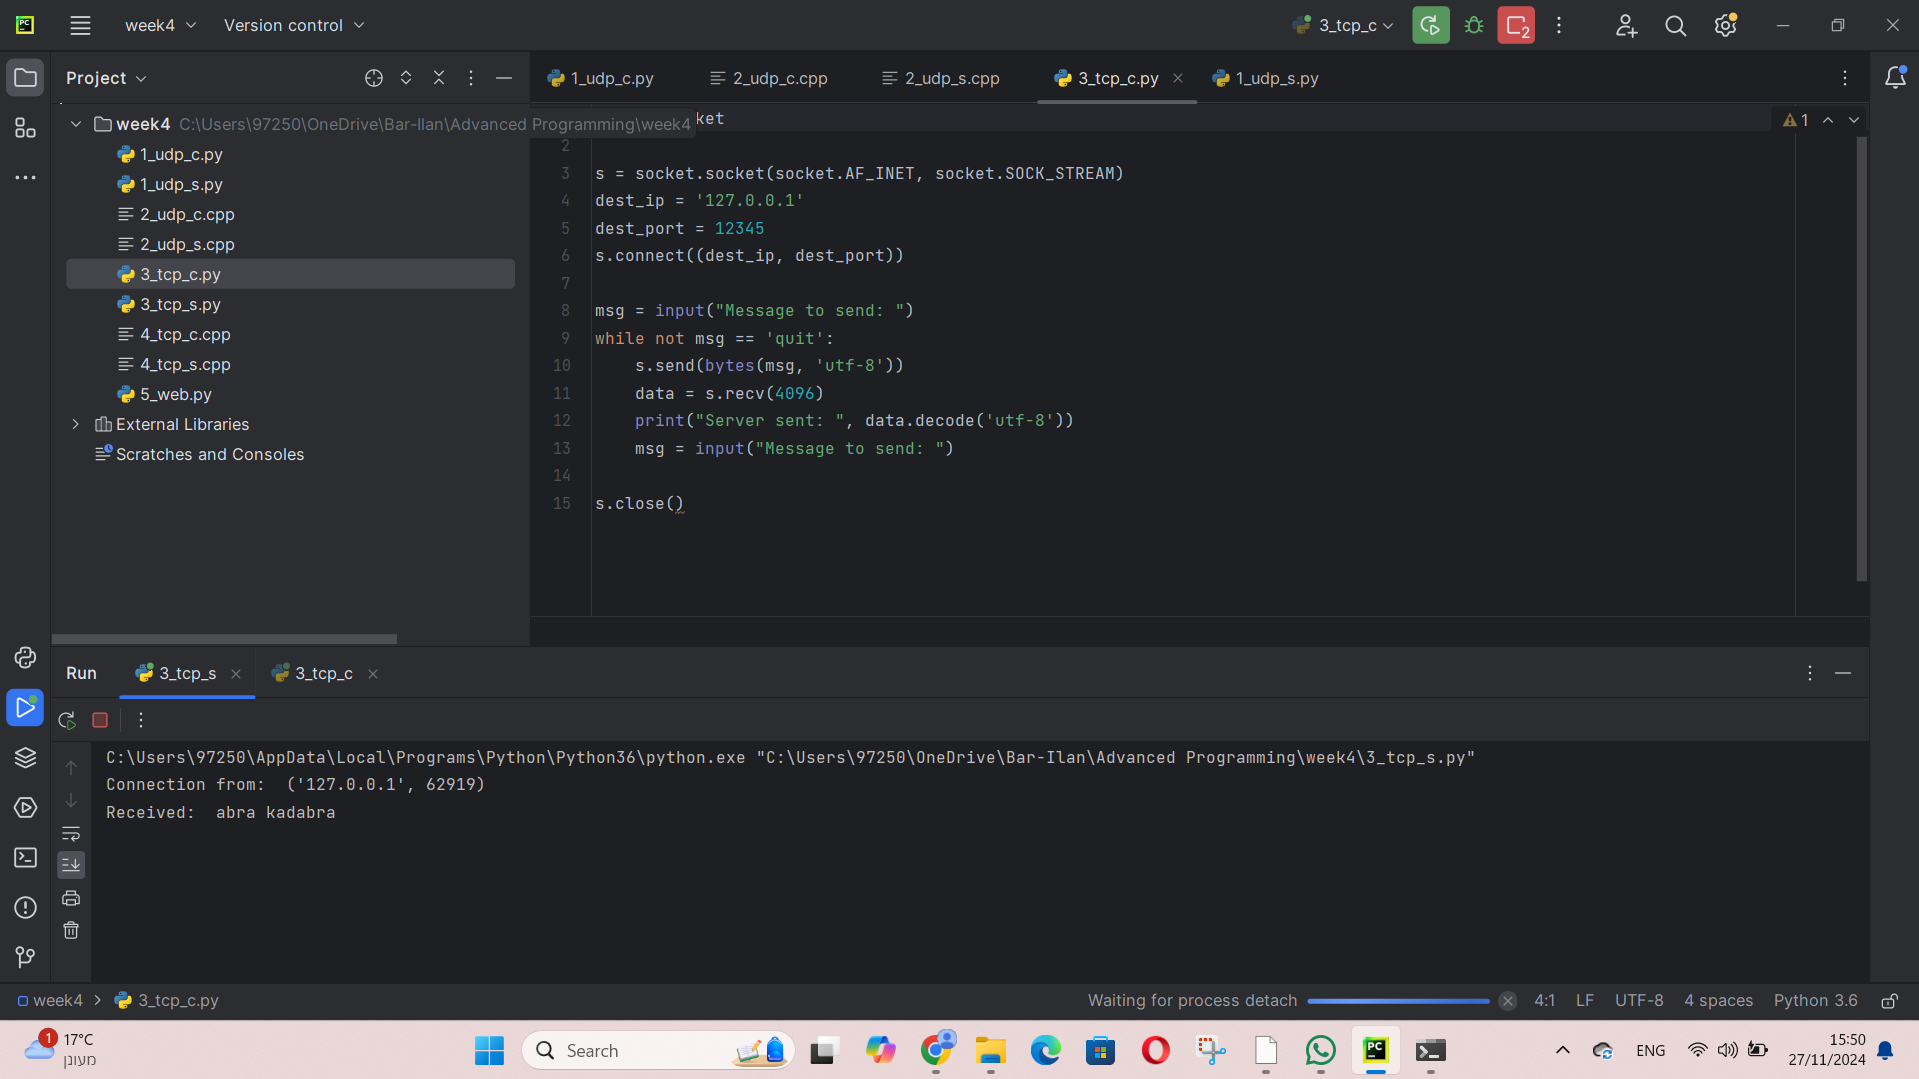 PC
week4
Version control
3_tcp_c
2
Project
1_udp_c.py
2_udp_c.cpp
2_udp_s.cpp
3_tcp_c.py
1_udp_s.py
week4 C:\Users\97250\OneDrive\Bar-Ilan\Advanced Programming\week4
1_udp_c.py
1_udp_s.py
2_udp_c.cpp
2_udp_s.cpp
3_tcp_c.py
3_tcp_s.py
4_tcp_c.cpp
4_tcp_s.cpp
5_web.py
External Libraries
Scratches and Consoles
ket
1
2
3 s = socket.socket(socket.AF_INET, socket.SOCK_STREAM)
4 dest_ip = '127.0.0.1'
5 dest_port = 12345
6 s.connect((dest_ip, dest_port))
7
8 msg = input("Message to send: ")
9 while not msg == 'quit':
10 s.send(bytes(msg, 'utf-8'))
11 data = s.recv(4096)
12 print("Server sent: ", data.decode('utf-8'))
13 msg = input("Message to send: ")
14
15 s.close()
Run
3_tcp_s
3_tcp_c
C:\Users\97250\AppData\Local\Programs\Python\Python36\python.exe "C:\Users\97250\OneDrive\Bar-Ilan\Advanced Programming\week4\3_tcp_s.py"
Connection from:  ('127.0.0.1', 62919)
Received:  abra kadabra
week4 > 3_tcp_c.py
Waiting for process detach
4:1 LF UTF-8 4 spaces Python 3.6
1
17°C
מעונן
Search
PC
ENG
15:50
27/11/2024